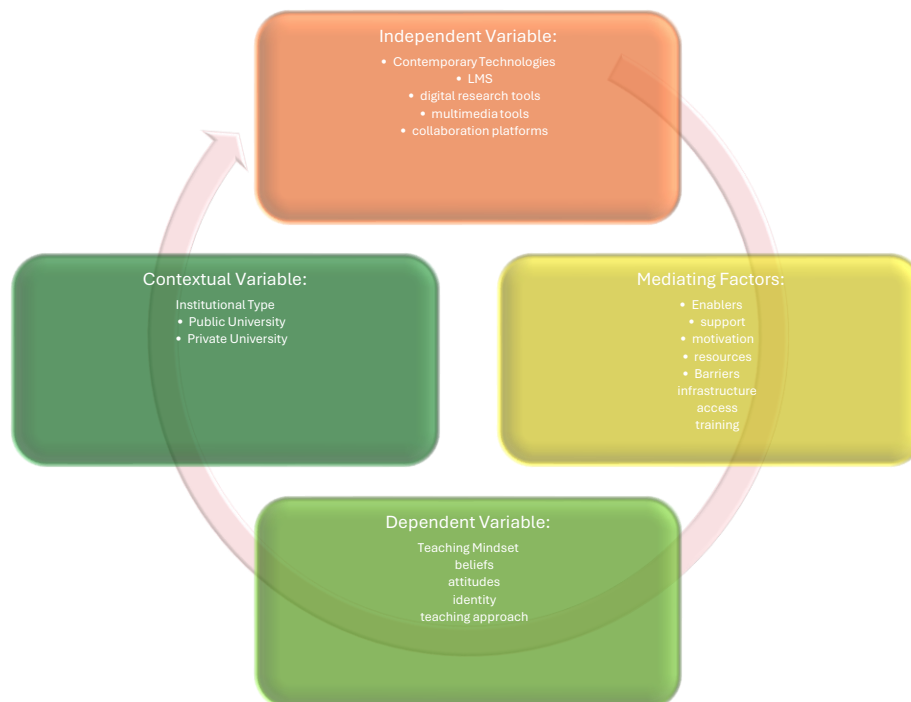 Independent Variable:
• Contemporary Technologies
• LMS
• digital research tools
• multimedia tools
• collaboration platforms
Contextual Variable:
Institutional Type
• Public University
• Private University
Mediating Factors:
• Enablers
• support
• motivation
• resources
• Barriers
infrastructure
access
training
Dependent Variable:
Teaching Mindset
beliefs
attitudes
identity
teaching approach